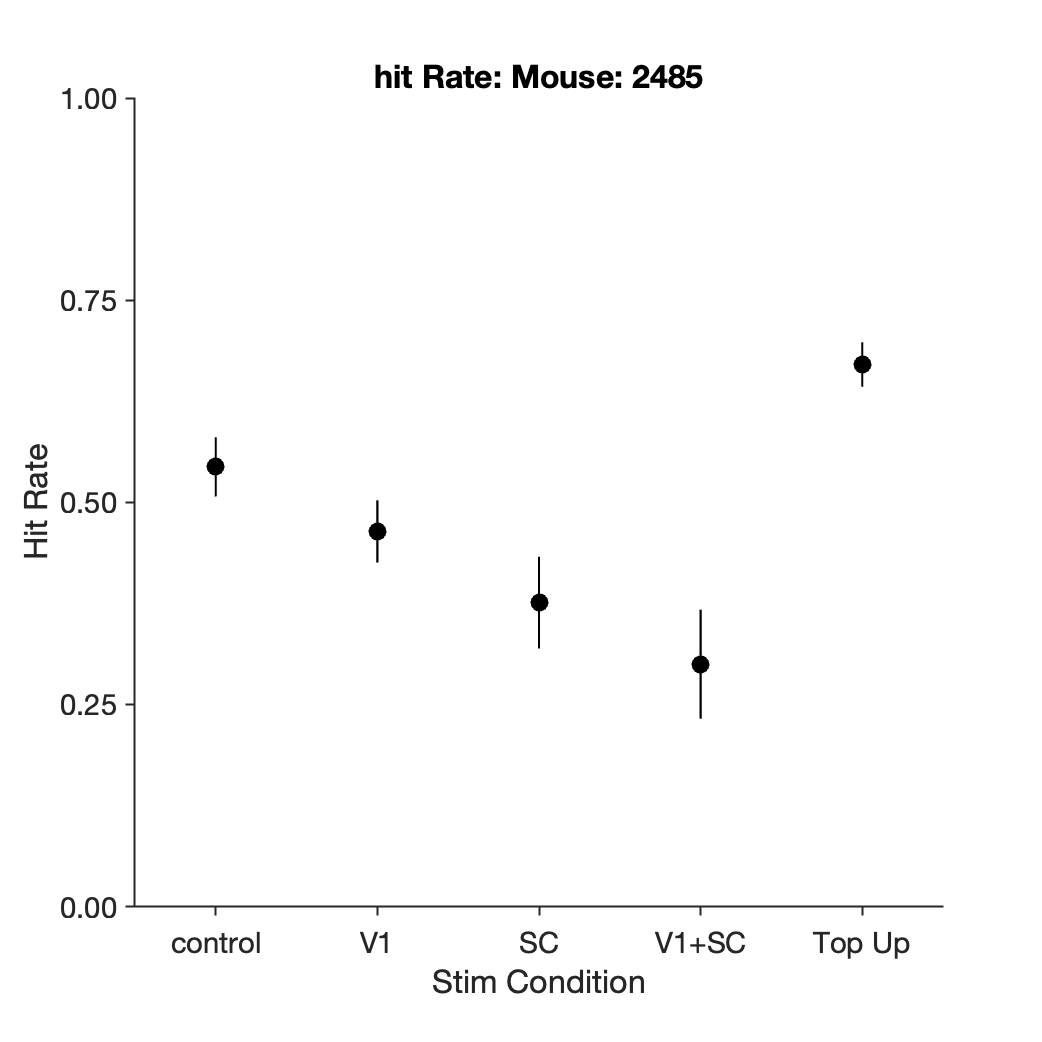 hit Rate: Mouse: 2485
1.00
0.75
0.50
0.25
0.00
Hit Rate
control V1 SC V1+SC Top Up
Stim Condition